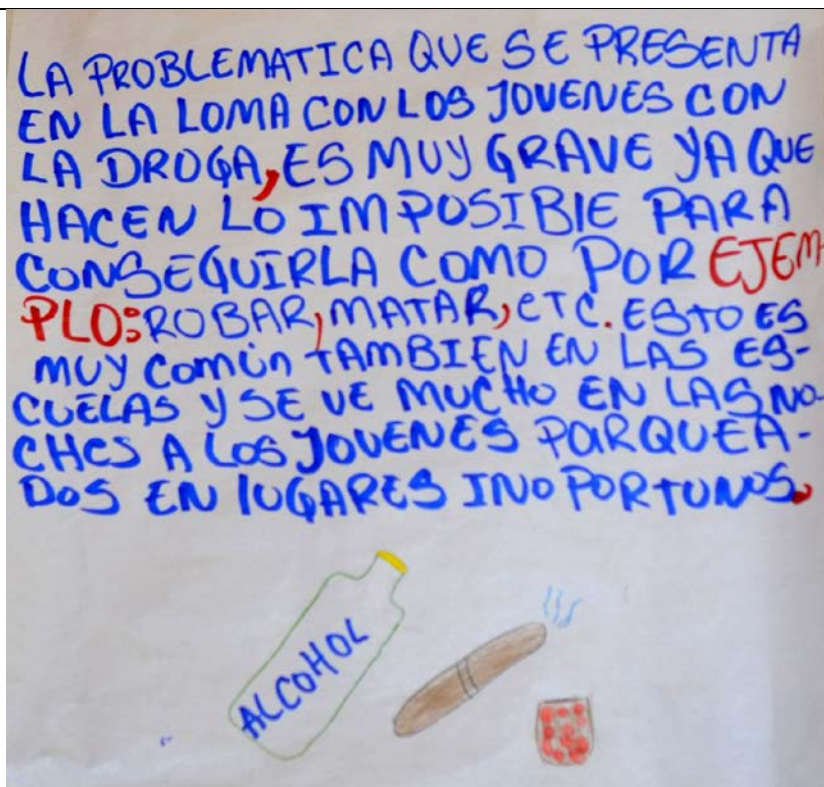 LA PROBLEMATICA QUE SE PRESENTA
EN LA LOMA CON LOS JOVENES CON
LA DROGA, ES MUY GRAVE YA QUE
HACEN LO IMPOSIBlE PARA
CONSEGUIRLA COMO POR EJEM-
PLO: ROBAR, MATAR, eTC. ESTO ES
MUY COMÚN TAMBIEN EN LAS ES-
CUELAS Y SE VE MUCHO EN LAS NO-
CHES A LOS JOVENES PARQUEA-
DOS EN lUGARES INOPORTUNOS.
ALCOHOL